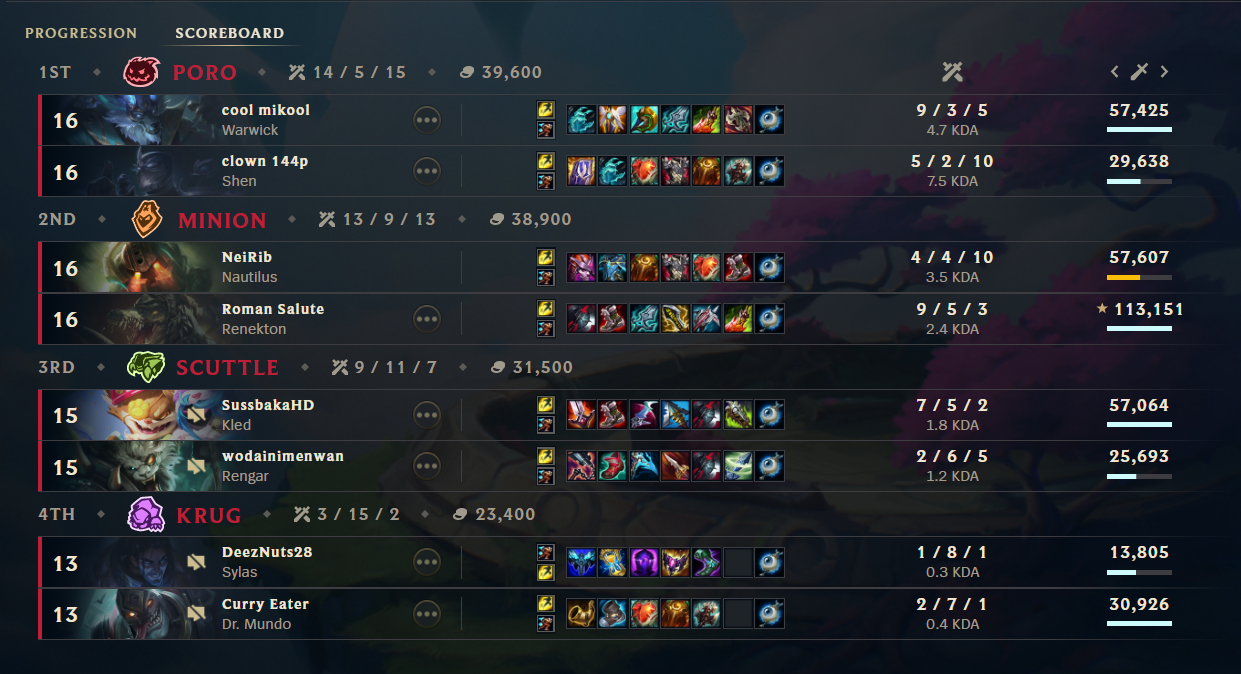 PROGRESSION SCOREBOARD
1ST PORO 14 / 5 / 15 39,600
16 cool mikool 9 / 3 / 5 57,425
Warwick 4.7 KDA
16 clown 144p 5 / 2 / 10 29,638
Shen 7.5 KDA
2ND MINION 13 / 9 / 13 38,900
16 NeiRib 4 / 4 / 10 57,607
Nautilus 3.5 KDA
16 Roman Salute 9 / 5 / 3 113,151
Renekton 2.4 KDA
3RD SCUTTLE 9 / 11 / 7 31,500
15 SussbakaHD 7 / 5 / 2 57,064
Kled 1.8 KDA
15 wodainimenwan 2 / 6 / 5 25,693
Rengar 1.2 KDA
4TH KRUG 3 / 15 / 2 23,400
13 DeezNuts28 1 / 8 / 1 13,805
Sylas 0.3 KDA
13 Curry Eater 2 / 7 / 1 30,926
Dr. Mundo 0.4 KDA